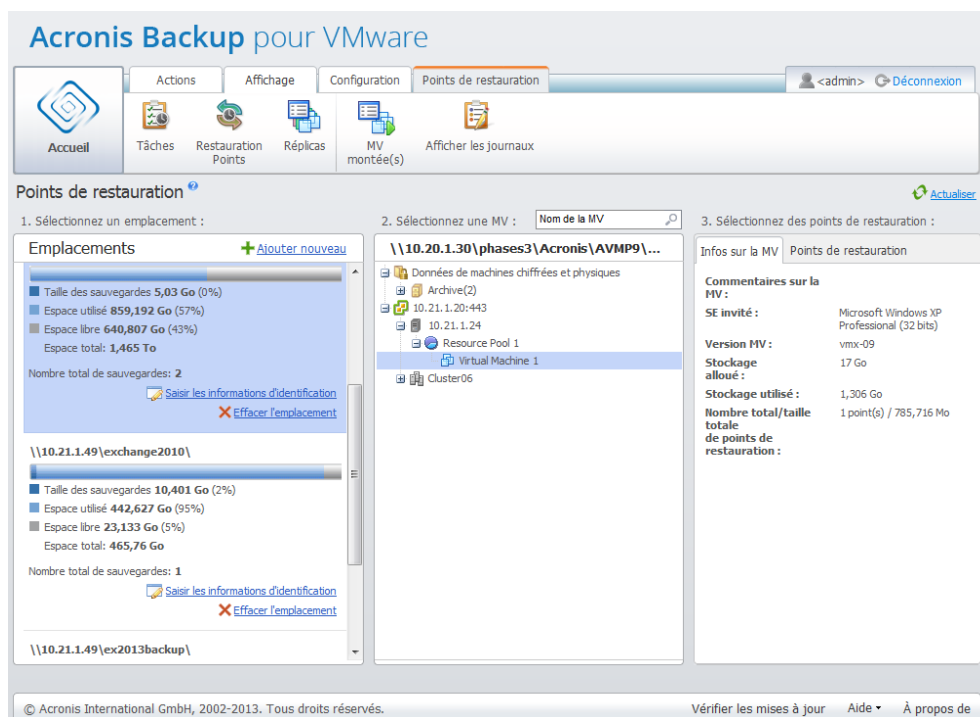 Acronis Backup pour VMware
Accueil
Actions
Affichage
Configuration
Points de restauration
<admin>
Déconnexion
Tâches
Restauration
Points
Réplicas
MV
montée(s)
Afficher les journaux
Points de restauration
Actualiser
1. Sélectionnez un emplacement :
Emplacements
Ajouter nouveau
Taille des sauvegardes 5,03 Go (0%)
Espace utilisé 859,192 Go (57%)
Espace libre 640,807 Go (43%)
Espace total: 1,465 To
Nombre total de sauvegardes: 2
Saisir les informations d'identification
Effacer l'emplacement
\\10.21.1.49\exchange2010\
Taille des sauvegardes 10,401 Go (2%)
Espace utilisé 442,627 Go (95%)
Espace libre 23,133 Go (5%)
Espace total: 465,76 Go
Nombre total de sauvegardes: 1
Saisir les informations d'identification
Effacer l'emplacement
\\10.21.1.49\ex2013backup\
2. Sélectionnez une MV :
Nom de la MV
\\10.20.1.30\phases3\Acronis\AVMP9\...
Données de machines chiffrées et physiques
Archive(2)
10.21.1.20:443
10.21.1.24
Resource Pool 1
Virtual Machine 1
Cluster06
3. Sélectionnez des points de restauration :
Infos sur la MV
Points de restauration
Commentaires sur la
MV :
SE invité :
Microsoft Windows XP
Professional (32 bits)
Version MV :
vmx-09
Stockage
alloué :
17 Go
Stockage utilisé :
1,306 Go
Nombre total/taille
totale
de points de
restauration :
1 point(s) / 785,716 Mo
© Acronis International GmbH, 2002-2013. Tous droits réservés.
Vérifier les mises à jour
Aide
À propos de